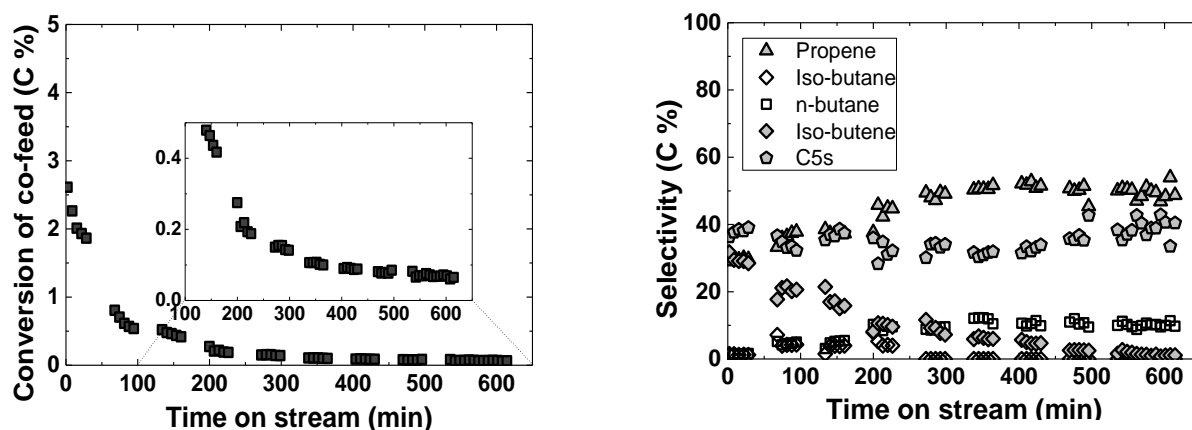 Conversion of co-feed (C %)
5
4
3
2
1
0
0 100 200 300 400 500 600
Time on stream (min)
0.4
0.2
0.0
100 200 300 400 500 600
Selectivity (C %)
100
80
60
40
20
0
0 100 200 300 400 500 600
Time on stream (min)
Propene
Iso-butane
n-butane
Iso-butene
C5s